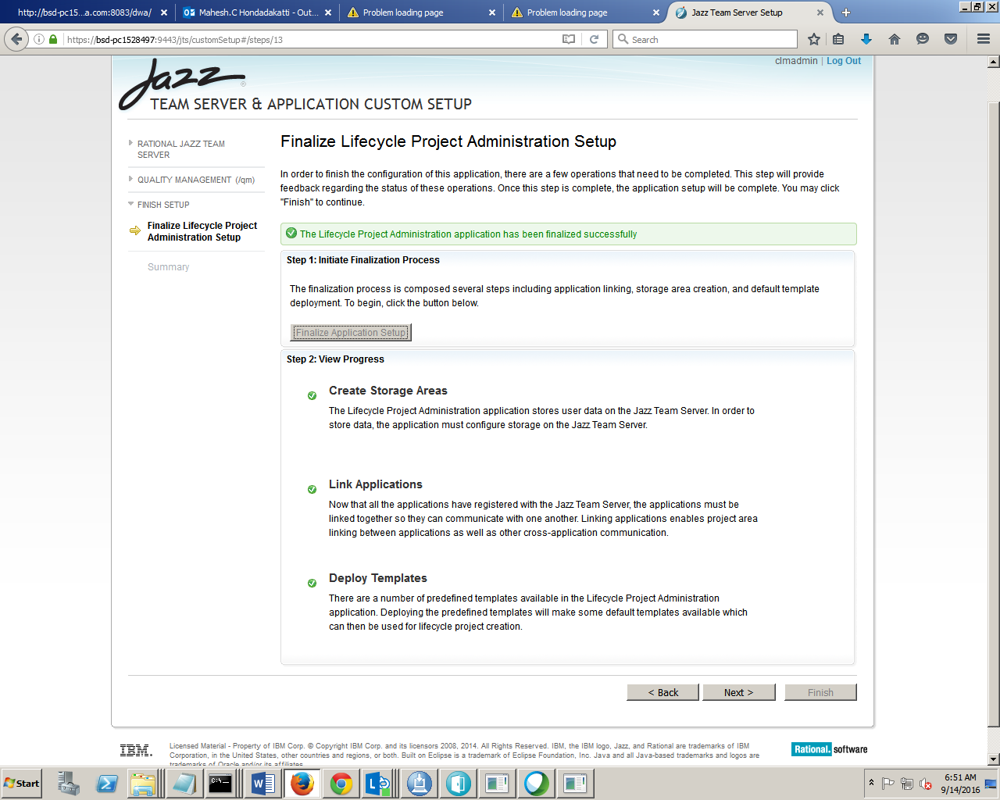 http://bsd-pc15...a.com:8083/dwa/
Mahesh.C Hondadakatti - Out...
Problem loading page
Problem loading page
Jazz Team Server Setup
https://bsd-pc1528497:9443/jts/customSetup#/steps/13
Search
clmadmin | Log Out
Jazz
TEAM SERVER & APPLICATION CUSTOM SETUP
RATIONAL JAZZ TEAM
SERVER
QUALITY MANAGEMENT (/qm)
FINISH SETUP
Finalize Lifecycle Project
Administration Setup
Summary
Finalize Lifecycle Project Administration Setup
In order to finish the configuration of this application, there are a few operations that need to be completed. This step will provide
feedback regarding the status of these operations. Once this step is complete, the application setup will be complete. You may click
"Finish" to continue.
The Lifecycle Project Administration application has been finalized successfully
Step 1: Initiate Finalization Process
The finalization process is composed several steps including application linking, storage area creation, and default template
deployment. To begin, click the button below.
Finalize Application Setup
Step 2: View Progress
Create Storage Areas
The Lifecycle Project Administration application stores user data on the Jazz Team Server. In order to
store data, the application must configure storage on the Jazz Team Server.
Link Applications
Now that all the applications have registered with the Jazz Team Server, the applications must be
linked together so they can communicate with one another. Linking applications enables project area
linking between applications as well as other cross-application communication.
Deploy Templates
There are a number of predefined templates available in the Lifecycle Project Administration
application. Deploying the predefined templates will make some default templates available which
can then be used for lifecycle project creation.
< Back
Next >
Finish
IBM.
Licensed Material - Property of IBM Corp. © Copyright IBM Corp. and its licensors 2008, 2014. All Rights Reserved. IBM, the IBM logo, Jazz, and Rational are trademarks of IBM
Corporation, in the United States, other countries and regions, or both. Built on Eclipse is a trademark of Eclipse Foundation, Inc. Java and all Java-based trademarks and logos are
trademarks of Oracle and/or its affiliates.
Rational. software
Start
6:51 AM
9/14/2016